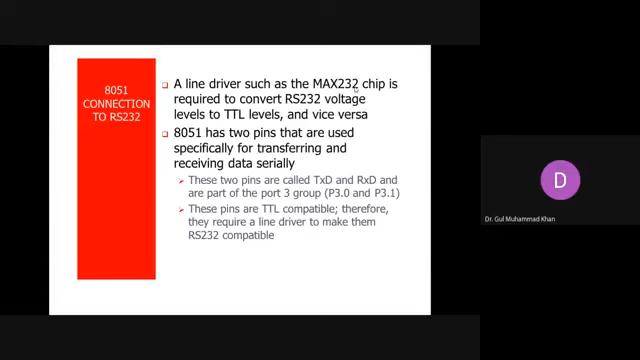 8051
CONNECTION
TO RS232
A line driver such as the MAX232 chip is
required to convert RS232 voltage
levels to TTL levels, and vice versa
8051 has two pins that are used
specifically for transferring and
receiving data serially
These two pins are called TxD and RxD and
are part of the port 3 group (P3.0 and P3.1)
These pins are TTL compatible; therefore,
they require a line driver to make them
RS232 compatible
D
Dr. Gul Muhammad Khan